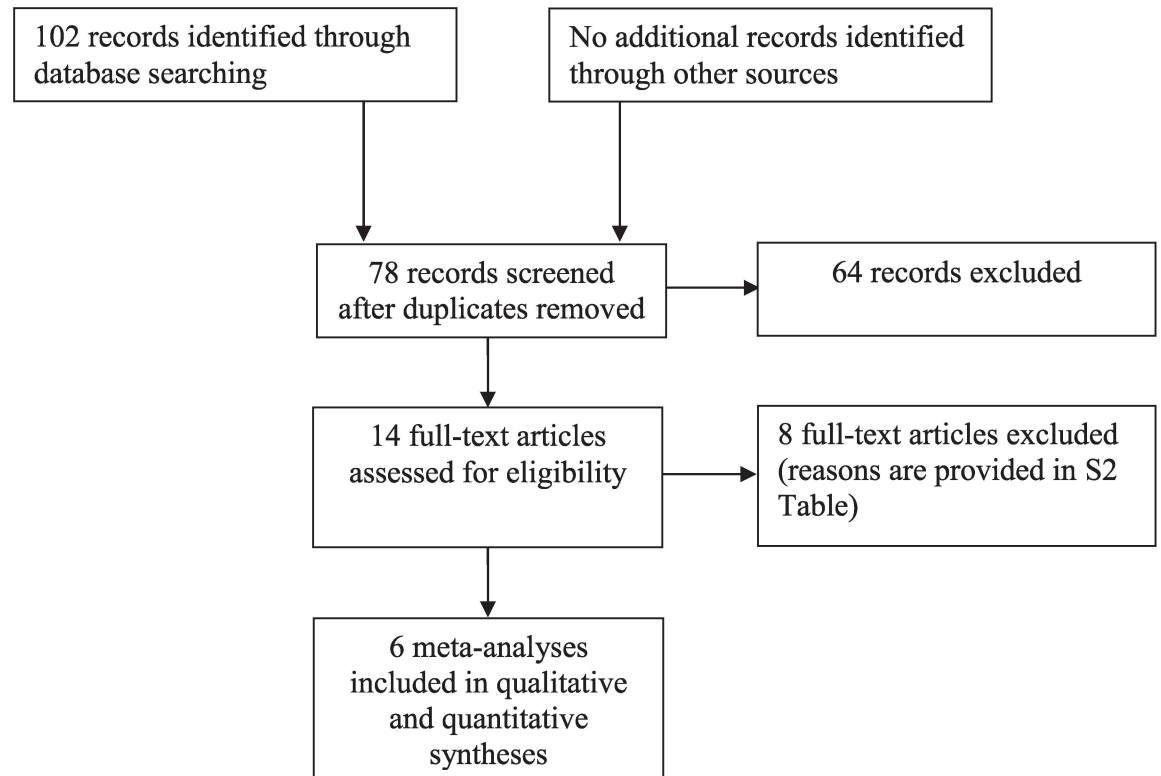 102 records identified through
database searching
No additional records identified
through other sources
78 records screened
after duplicates removed
64 records excluded
14 full-text articles
assessed for eligibility
8 full-text articles excluded
(reasons are provided in S2
Table)
6 meta-analyses
included in qualitative
and quantitative
syntheses